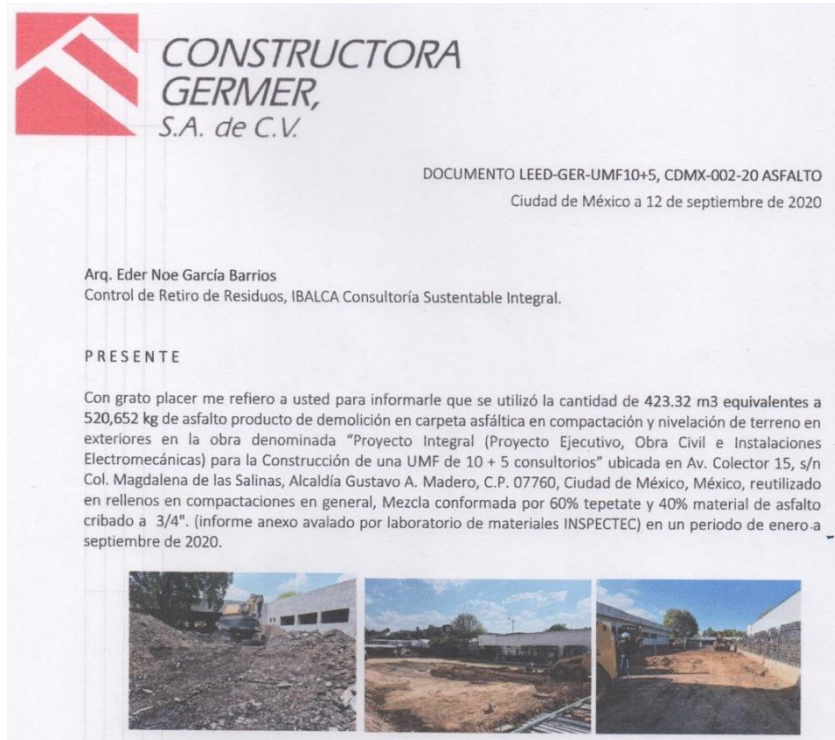 CONSTRUCTORA
GERMER,
S.A. de C.V.
DOCUMENTO LEED-GER-UMF10+5, CDMX-002-20 ASFALTO
Ciudad de México a 12 de septiembre de 2020
Arq. Eder Noe García Barrios
Control de Retiro de Residuos, IBALCA Consultoría Sustentable Integral.
P R E S E N T E
Con grato placer me refiero a usted para informarle que se utilizó la cantidad de 423.32 m3 equivalentes a
520,652 kg de asfalto producto de demolición en carpeta asfáltica en compactación y nivelación de terreno en
exteriores en la obra denominada “Proyecto Integral (Proyecto Ejecutivo, Obra Civil e Instalaciones
Electromecánicas) para la Construcción de una UMF de 10 + 5 consultorios” ubicada en Av. Colector 15, s/n
Col. Magdalena de las Salinas, Alcaldía Gustavo A. Madero, C.P. 07760, Ciudad de México, México, reutilizado
en rellenos en compactaciones en general, Mezcla conformada por 60% tepetate y 40% material de asfalto
cribado a 3/4". (informe anexo avalado por laboratorio de materiales INSPECTEC) en un periodo de enero a
septiembre de 2020.